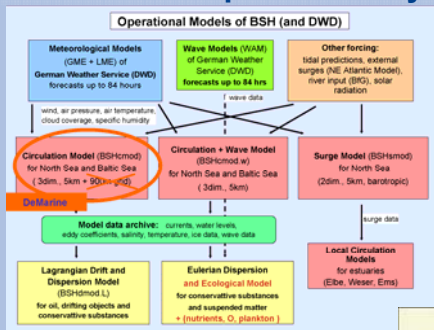 Operational Models of BSH (and DWD)
Meteorological Models
(GME + LME) of
German Weather Service (DWD)
forecasts up to 84 hours
Wave Models (WAM)
of German Weather
Service (DWD)
forecasts up to 84 hrs
Other forcing:
tidal predictions, external
surges (NE Atlantic Model),
river input (BfG), solar
radiation
wind, air pressure, air temperature,
cloud coverage, specific humidity
wave data
Circulation Model (BSHcmod)
for North Sea and Baltic Sea
(3dim., 5km + 900m grid)
DeMarine
Circulation + Wave Model
(BSHcmod.w)
for North Sea and Baltic Sea
(3dim., 5km)
Surge Model (BSHsmod)
for North Sea
(2dim., 5km, barotropic)
Model data archive: currents, water levels,
eddy coefficients, salinity, temperature, ice data, wave data
surge data
Lagrangian Drift and
Dispersion Model
(BSHdmod.L)
for oil, drifting objects and
conservative substances
Eulerian Dispersion
and Ecological Model
for conservative substances
and suspended matter
+ (nutrients, O, plankton )
Local Circulation
Models
for estuaries
(Elbe, Weser, Ems)